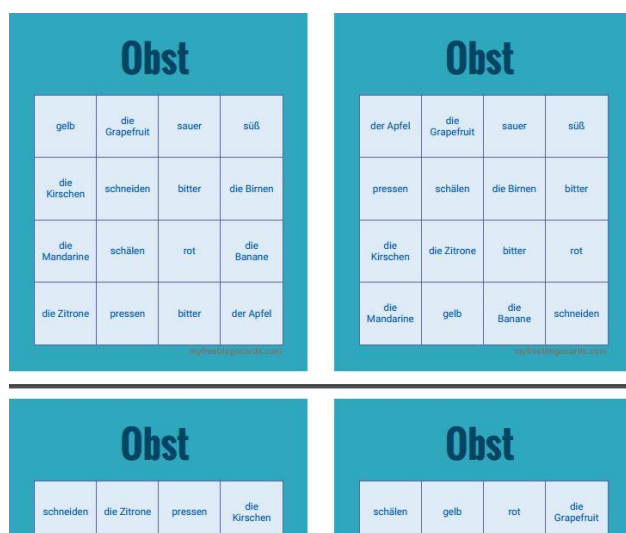 Obst
gelb
die
Grapefruit
sauer
süß
die
Kirschen
schneiden
bitter
die Birnen
die
Mandarine
schälen
rot
die
Banane
die Zitrone
pressen
bitter
der Apfel
myfreebingocards.com
Obst
der Apfel
die
Grapefruit
sauer
süß
pressen
schälen
die Birnen
bitter
die
Kirschen
die Zitrone
bitter
rot
die
Mandarine
gelb
die
Banane
schneiden
myfreebingocards.com
Obst
schneiden
die Zitrone
pressen
die
Kirschen
Obst
schälen
gelb
rot
die
Grapefruit